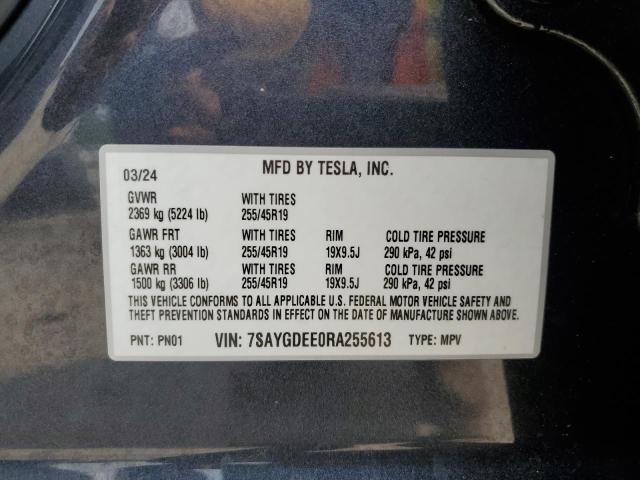 03/24 MFD BY TESLA, INC.
GVWR WITH TIRES
2369 kg (5224 lb) 255/45R19
GAWR FRT WITH TIRES RIM COLD TIRE PRESSURE
1363 kg (3004 lb) 255/45R19 19X9.5J 290 kPa, 42 psi
GAWR RR WITH TIRES RIM COLD TIRE PRESSURE
1500 kg (3306 lb) 255/45R19 19X9.5J 290 kPa, 42 psi
THIS VEHICLE CONFORMS TO ALL APPLICABLE U.S. FEDERAL MOTOR VEHICLE SAFETY AND
THEFT PREVENTION STANDARDS IN EFFECT ON THE DATE OF MANUFACTURE SHOWN ABOVE.
PNT: PN01 VIN: 7SAYGDEE0RA255613 TYPE: MPV